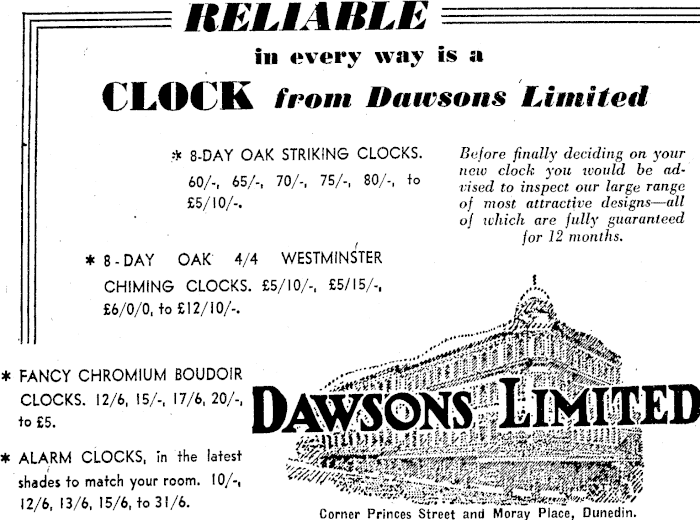 RELIABLE
in every way is a
CLOCK from Dawsons Limited
* 8-DAY OAK STRIKING CLOCKS.
60/-, 65/-, 70/-, 75/-, 80/-, to
£5/10/-.
Before finally deciding on your
new clock you would be ad-
vised to inspect our large range
of most attractive designs—all
of which are fully guaranteed
for 12 months.
* 8-DAY OAK 4/4 WESTMINSTER
CHIMING CLOCKS. £5/10/-, £5/15/-,
£6/0/0, to £12/10/-.
* FANCY CHROMIUM BOUDOIR
CLOCKS. 12/6, 15/-, 17/6, 20/-,
to £5.
* ALARM CLOCKS, in the latest
shades to match your room. 10/-,
12/6, 13/6, 15/6, to 31/6.
DAWSONS LIMITED
Corner Princes Street and Moray Place, Dunedin.